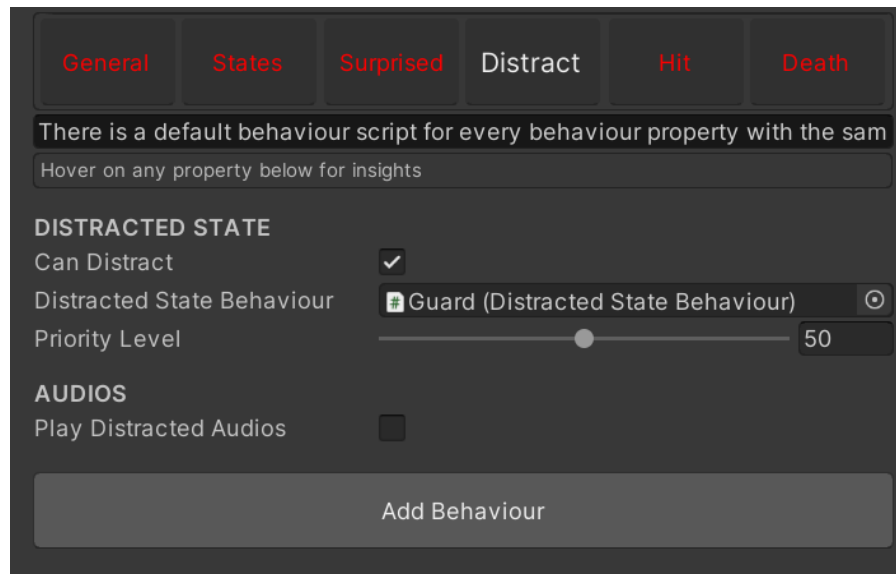 General States Surprised Distract Hit Death
There is a default behaviour script for every behaviour property with the sam
Hover on any property below for insights
DISTRACTED STATE
Can Distract
Distracted State Behaviour # Guard (Distracted State Behaviour)
Priority Level 50
AUDIOS
Play Distracted Audios
Add Behaviour